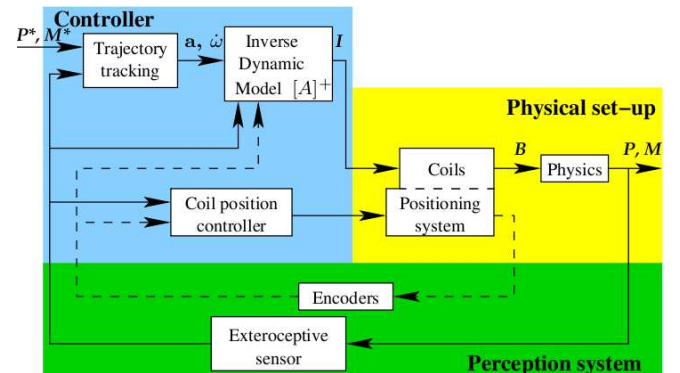 Controller
P*, M*
Trajectory
tracking
a, ω̇
Inverse
Dynamic
Model [A]⁺
I
Physical set-up
Coils
B
Physics
P, M
Coil position
controller
Positioning
system
Encoders
Exteroceptive
sensor
Perception system